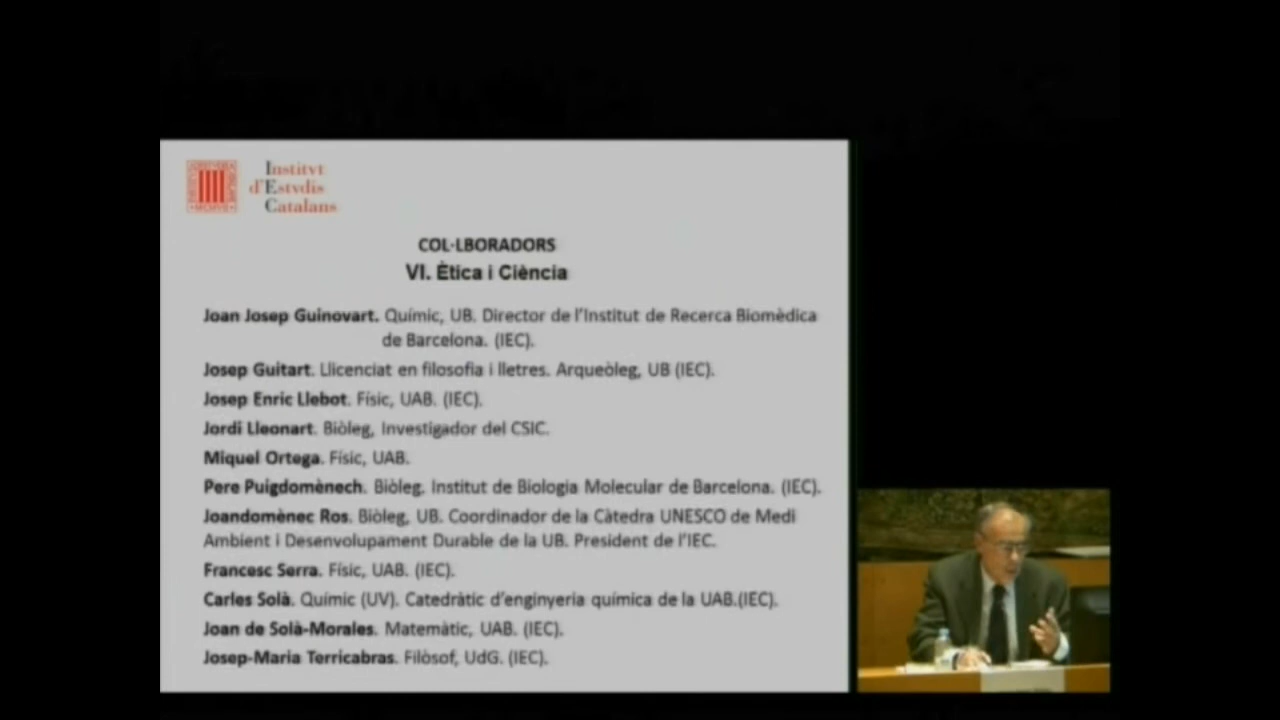 Institvt
d'Estvdis
Catalans
COL·LBORADORS
VI. Ètica i Ciència
Joan Josep Guinovart. Químic, UB. Director de l'Institut de Recerca Biomèdica
de Barcelona. (IEC).
Josep Guitart. Llicenciat en filosofia i lletres. Arqueòleg, UB (IEC).
Josep Enric Llebot. Físic, UAB. (IEC).
Jordi Lleonart. Biòleg, Investigador del CSIC.
Miquel Ortega. Físic, UAB.
Pere Puigdomènech. Biòleg. Institut de Biologia Molecular de Barcelona. (IEC).
Joandomènec Ros. Biòleg, UB. Coordinador de la Càtedra UNESCO de Medi
Ambient i Desenvolupament Durable de la UB. President de l'IEC.
Francesc Serra. Físic, UAB. (IEC).
Carles Solà. Químic (UV). Catedràtic d'enginyeria química de la UAB.(IEC).
Joan de Solà-Morales. Matemàtic, UAB. (IEC).
Josep-Maria Terricabras. Filòsof, UdG. (IEC).